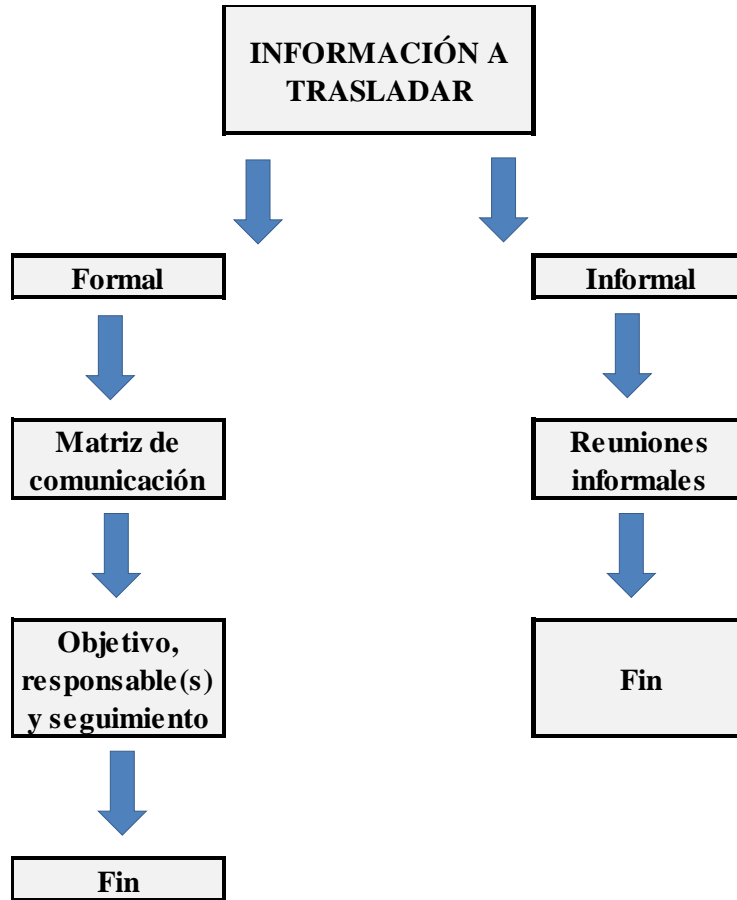 INFORMACIÓN A
TRASLADAR
Formal
Informal
Matriz de
comunicación
Reuniones
informales
Objetivo,
responsable(s)
y seguimiento
Fin
Fin